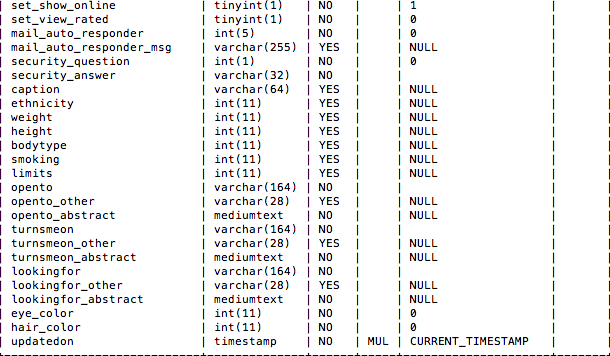 | set_show_online | tinyint(1) | NO | | 1 |
| set_view_rated | tinyint(1) | NO | | 0 |
| mail_auto_responder | int(5) | NO | | 0 |
| mail_auto_responder_msg | varchar(255) | YES | | NULL |
| security_question | int(1) | NO | | 0 |
| security_answer | varchar(32) | NO | | |
| caption | varchar(64) | YES | | NULL |
| ethnicity | int(11) | YES | | NULL |
| weight | int(11) | YES | | NULL |
| height | int(11) | YES | | NULL |
| bodytype | int(11) | YES | | NULL |
| smoking | int(11) | YES | | NULL |
| limits | int(11) | YES | | NULL |
| opento | varchar(164) | NO | | |
| opento_other | varchar(28) | YES | | NULL |
| opento_abstract | mediumtext | NO | | NULL |
| turnsmeon | varchar(164) | NO | | |
| turnsmeon_other | varchar(28) | YES | | NULL |
| turnsmeon_abstract | mediumtext | NO | | NULL |
| lookingfor | varchar(164) | NO | | |
| lookingfor_other | varchar(28) | YES | | NULL |
| lookingfor_abstract | mediumtext | NO | | NULL |
| eye_color | int(11) | NO | | 0 |
| hair_color | int(11) | NO | | 0 |
| updatedon | timestamp | NO | MUL | CURRENT_TIMESTAMP |